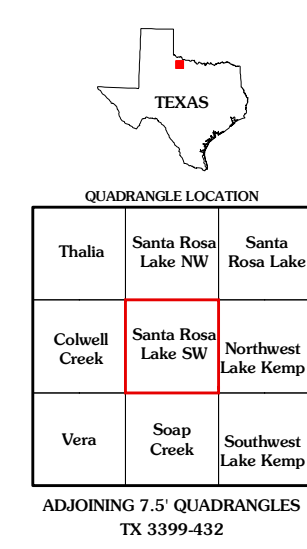 TEXAS
QUADRANGLE LOCATION
Thalia
Santa Rosa
Lake NW
Santa
Rosa Lake
Colwell
Creek
Santa Rosa
Lake SW
Northwest
Lake Kemp
Vera
Soap
Creek
Southwest
Lake Kemp
ADJOINING 7.5' QUADRANGLES
TX 3399-432